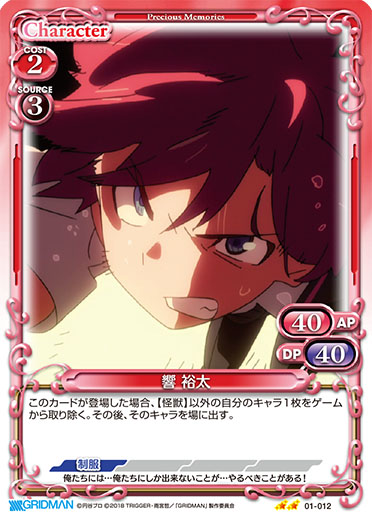 Precious Memories
Character
COST
2
SOURCE
3
40 AP
DP 40
響 裕太
このカードが登場した場合、【怪獣】以外の自分のキャラ1枚をゲーム
から取り除く。その後、そのキャラを場に出す。
制服
俺たちには…俺たちにしか出来ないことが…やるべきことがある!
GRIDMAN ©円谷プロ ©2018 TRIGGER・雨宮哲/「GRIDMAN」製作委員会 01-012